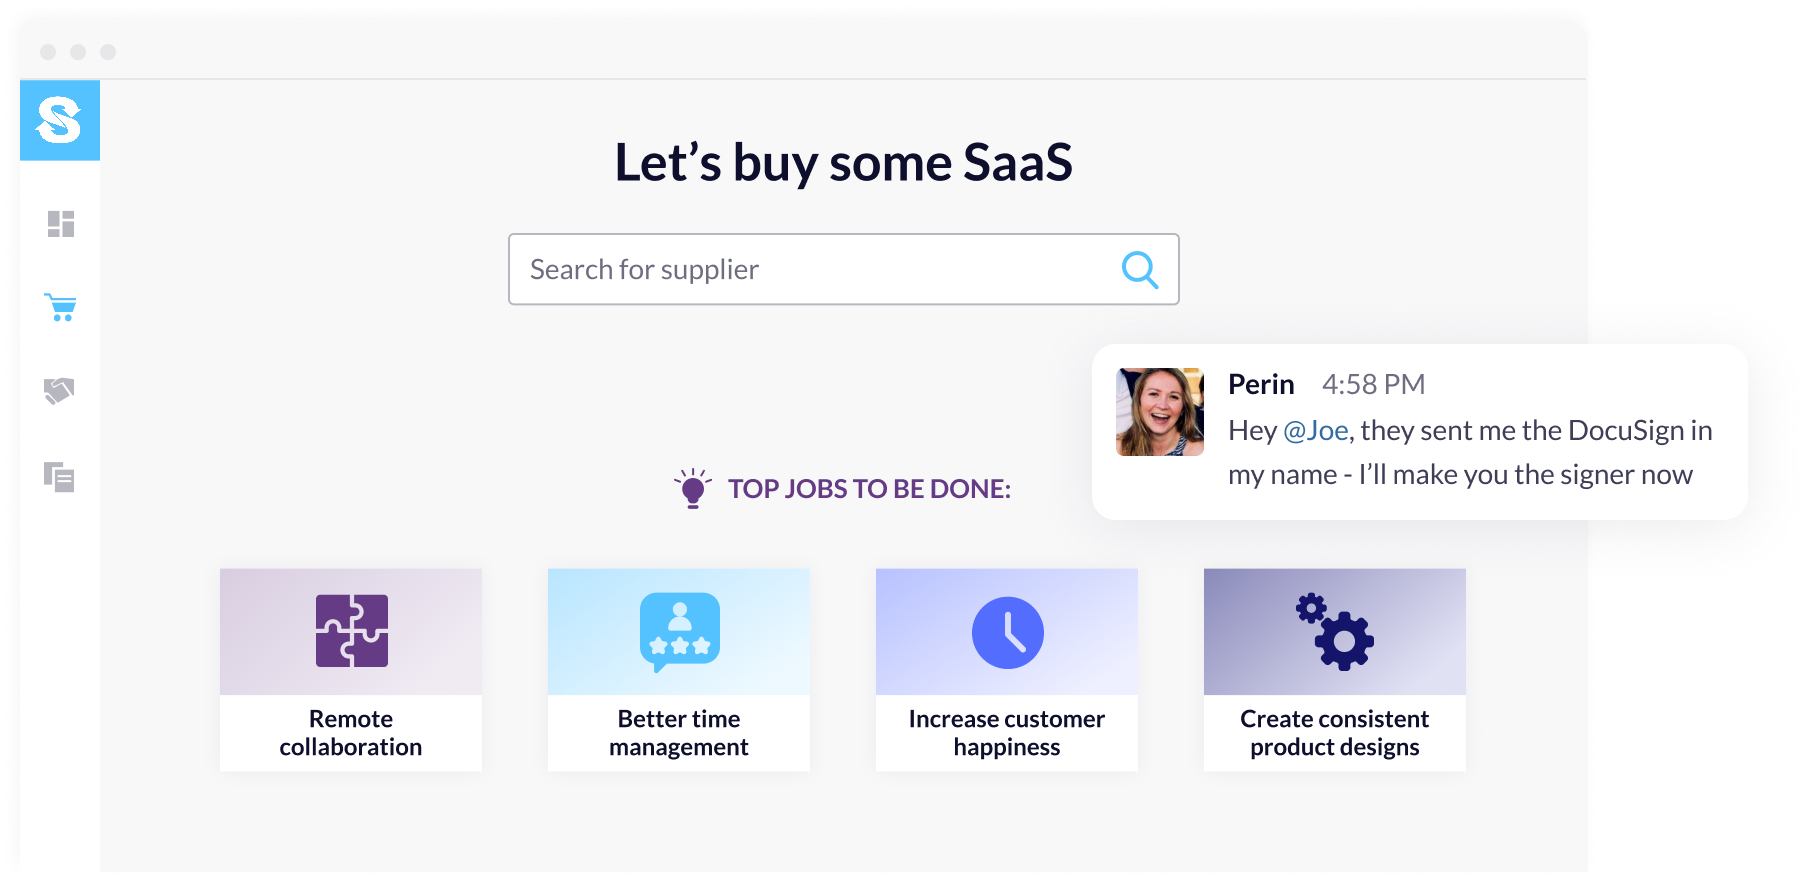 Let’s buy some SaaS
Search for supplier
Perin 4:58 PM
Hey @Joe, they sent me the DocuSign in
my name - I’ll make you the signer now
TOP JOBS TO BE DONE:
Remote
collaboration
Better time
management
Increase customer
happiness
Create consistent
product designs